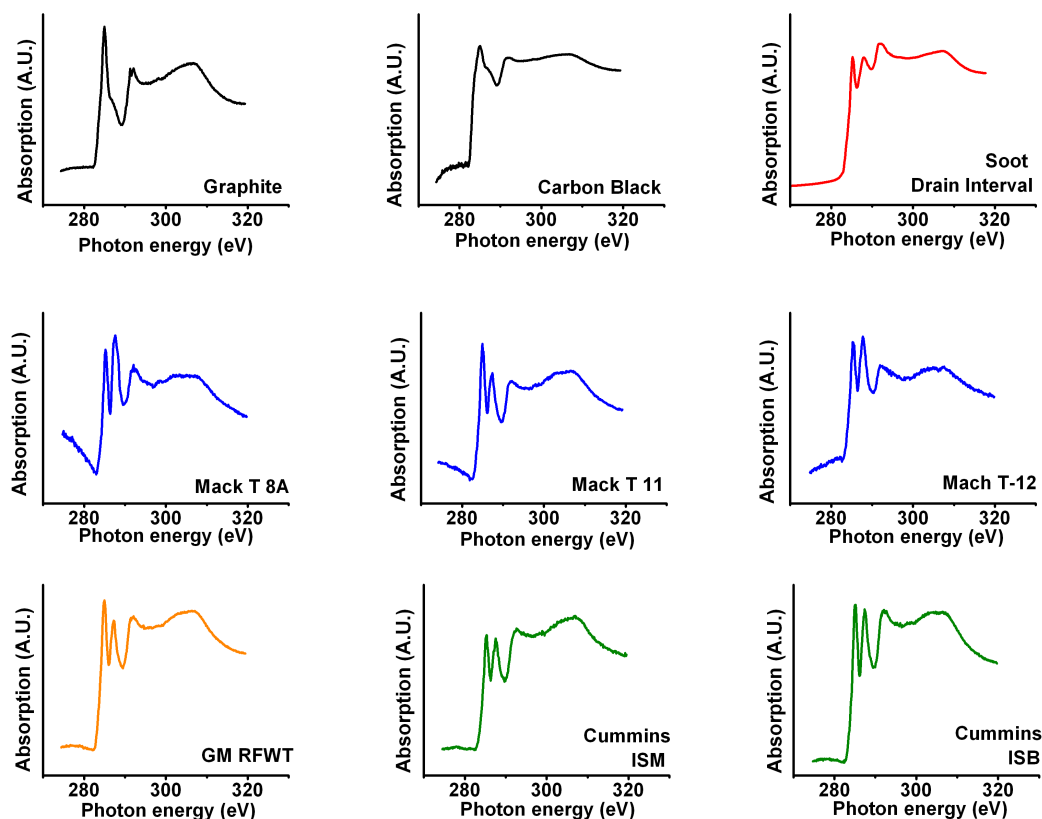 Absorption (A.U.)
Graphite
280 300 320
Photon energy (eV)
Absorption (A.U.)
Carbon Black
280 300 320
Photon energy (eV)
Absorption (A.U.)
Soot
Drain Interval
280 300 320
Photon energy (eV)
Absorption (A.U.)
Mack T 8A
280 300 320
Photon energy (eV)
Absorption (A.U.)
Mack T 11
280 300 320
Photon energy (eV)
Absorption (A.U.)
Mach T-12
280 300 320
Photon energy (eV)
Absorption (A.U.)
GM RFWT
280 300 320
Photon energy (eV)
Absorption (A.U.)
Cummins
ISM
280 300 320
Photon energy (eV)
Absorption (A.U.)
Cummins
ISB
280 300 320
Photon energy (eV)